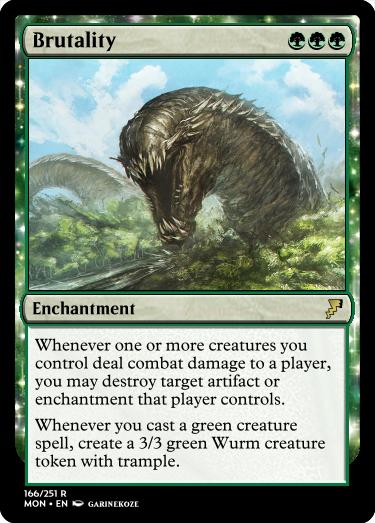 Brutality
Enchantment
Whenever one or more creatures you
control deal combat damage to a player,
you may destroy target artifact or
enchantment that player controls.
Whenever you cast a green creature
spell, create a 3/3 green Wurm creature
token with trample.
166/251 R
MON • EN GARINEKOZE